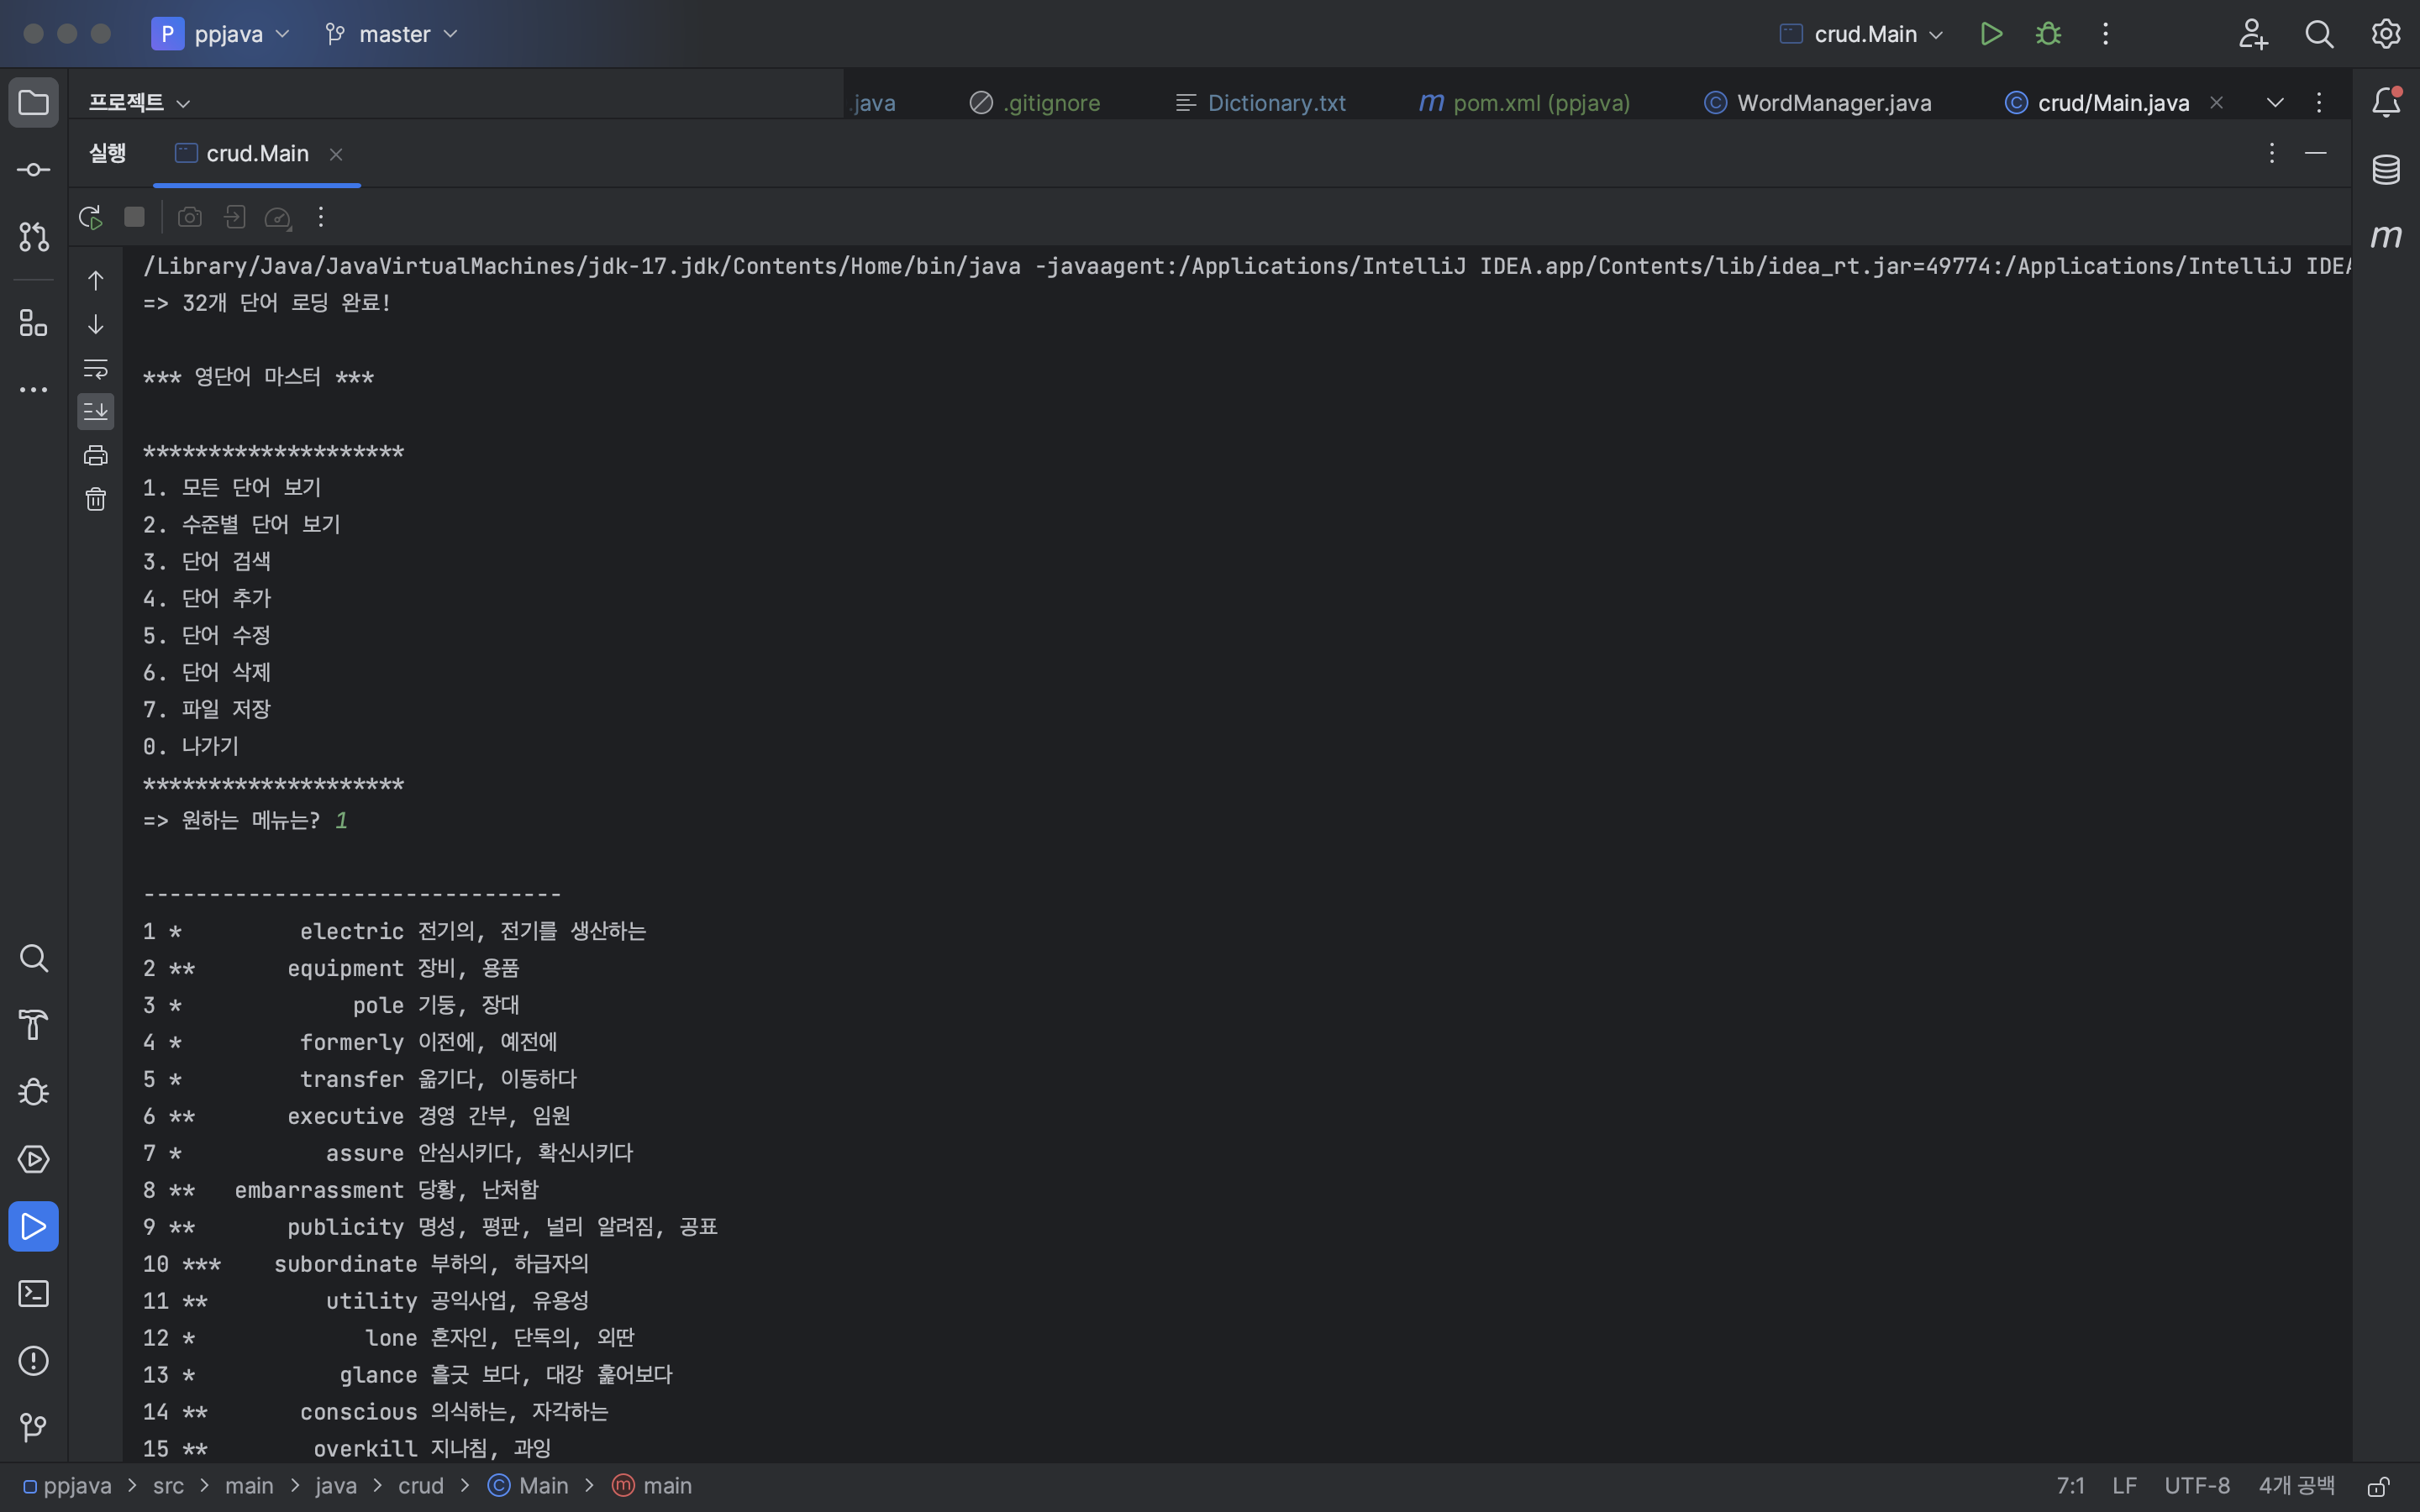 P ppjava master crud.Main
프로젝트 .java .gitignore Dictionary.txt m pom.xml (ppjava) C WordManager.java C crud/Main.java
실행 crud.Main
/Library/Java/JavaVirtualMachines/jdk-17.jdk/Contents/Home/bin/java -javaagent:/Applications/IntelliJ IDEA.app/Contents/lib/idea_rt.jar=49774:/Applications/IntelliJ IDEA
=> 32개 단어 로딩 완료!
*** 영단어 마스터 ***
********************
1. 모든 단어 보기
2. 수준별 단어 보기
3. 단어 검색
4. 단어 추가
5. 단어 수정
6. 단어 삭제
7. 파일 저장
0. 나가기
********************
=> 원하는 메뉴는? 1
--------------------------------
1 * electric 전기의, 전기를 생산하는
2 ** equipment 장비, 용품
3 * pole 기둥, 장대
4 * formerly 이전에, 예전에
5 * transfer 옮기다, 이동하다
6 ** executive 경영 간부, 임원
7 * assure 안심시키다, 확신시키다
8 ** embarrassment 당황, 난처함
9 ** publicity 명성, 평판, 널리 알려짐, 공표
10 *** subordinate 부하의, 하급자의
11 ** utility 공익사업, 유용성
12 * lone 혼자인, 단독의, 외딴
13 * glance 흘긋 보다, 대강 훑어보다
14 ** conscious 의식하는, 자각하는
15 ** overkill 지나침, 과잉
ppjava > src > main > java > crud > C Main > m main 7:1 LF UTF-8 4개 공백